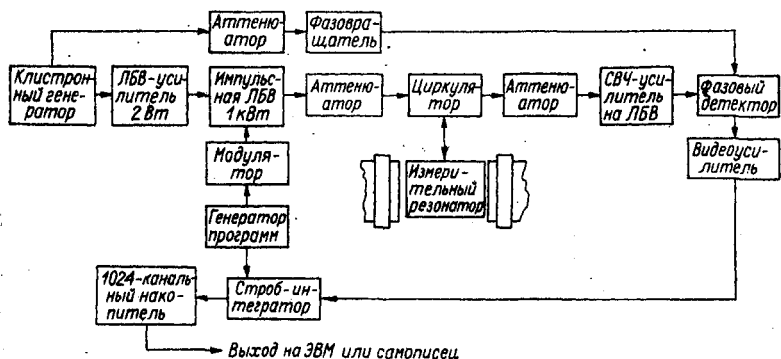 Аттеню-
атор
Фазовра-
щатель
Клистрон-
ный гене-
ратор
ЛБВ-уси-
литель
2 Вт
Импульс-
ная ЛБВ
1 кВт
Аттеню-
атор
Циркуля-
тор
Аттеню-
атор
СВЧ-уси-
литель
на ЛБВ
Фазовый
детектор
Модуля-
тор
Измери-
тельный
резонатор
Видеоуси-
литель
Генератор
программ
1024-каналь-
ный нако-
питель
Строб-ин-
тегратор
Выход на ЭВМ или самописец